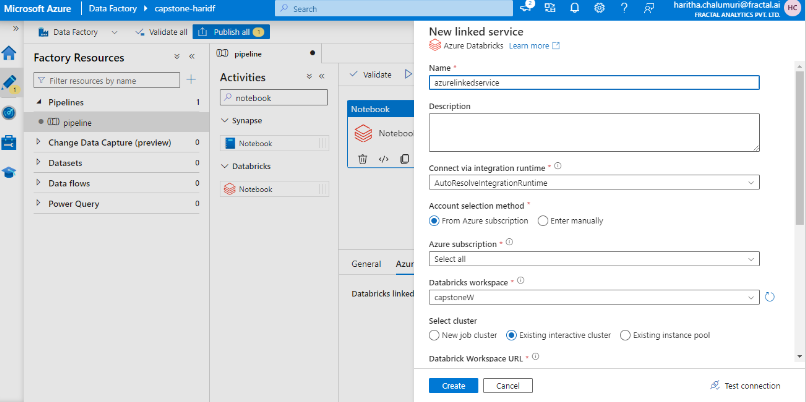 Microsoft Azure
Data Factory
capstone-haridf
Search
2
haritha.chalumuri@fractal.ai
FRACTAL ANALYTICS PVT. LTD.
HC
Data Factory
Validate all
Publish all
1
1
Factory Resources
Filter resources by name
Pipelines
1
pipeline
Change Data Capture (preview)
0
Datasets
0
Data flows
0
Power Query
0
pipeline
Activities
notebook
Synapse
Notebook
Databricks
Notebook
Validate
Notebook
General
Databricks linked
New linked service
Azure Databricks Learn more
Name *
azurelinkedservice
Description
Connect via integration runtime *
AutoResolveIntegrationRuntime
Account selection method *
From Azure subscription
Enter manually
Azure subscription *
Select all
Databricks workspace *
capstoneW
Select cluster
New job cluster
Existing interactive cluster
Existing instance pool
Databrick Workspace URL *
Create
Cancel
Test connection